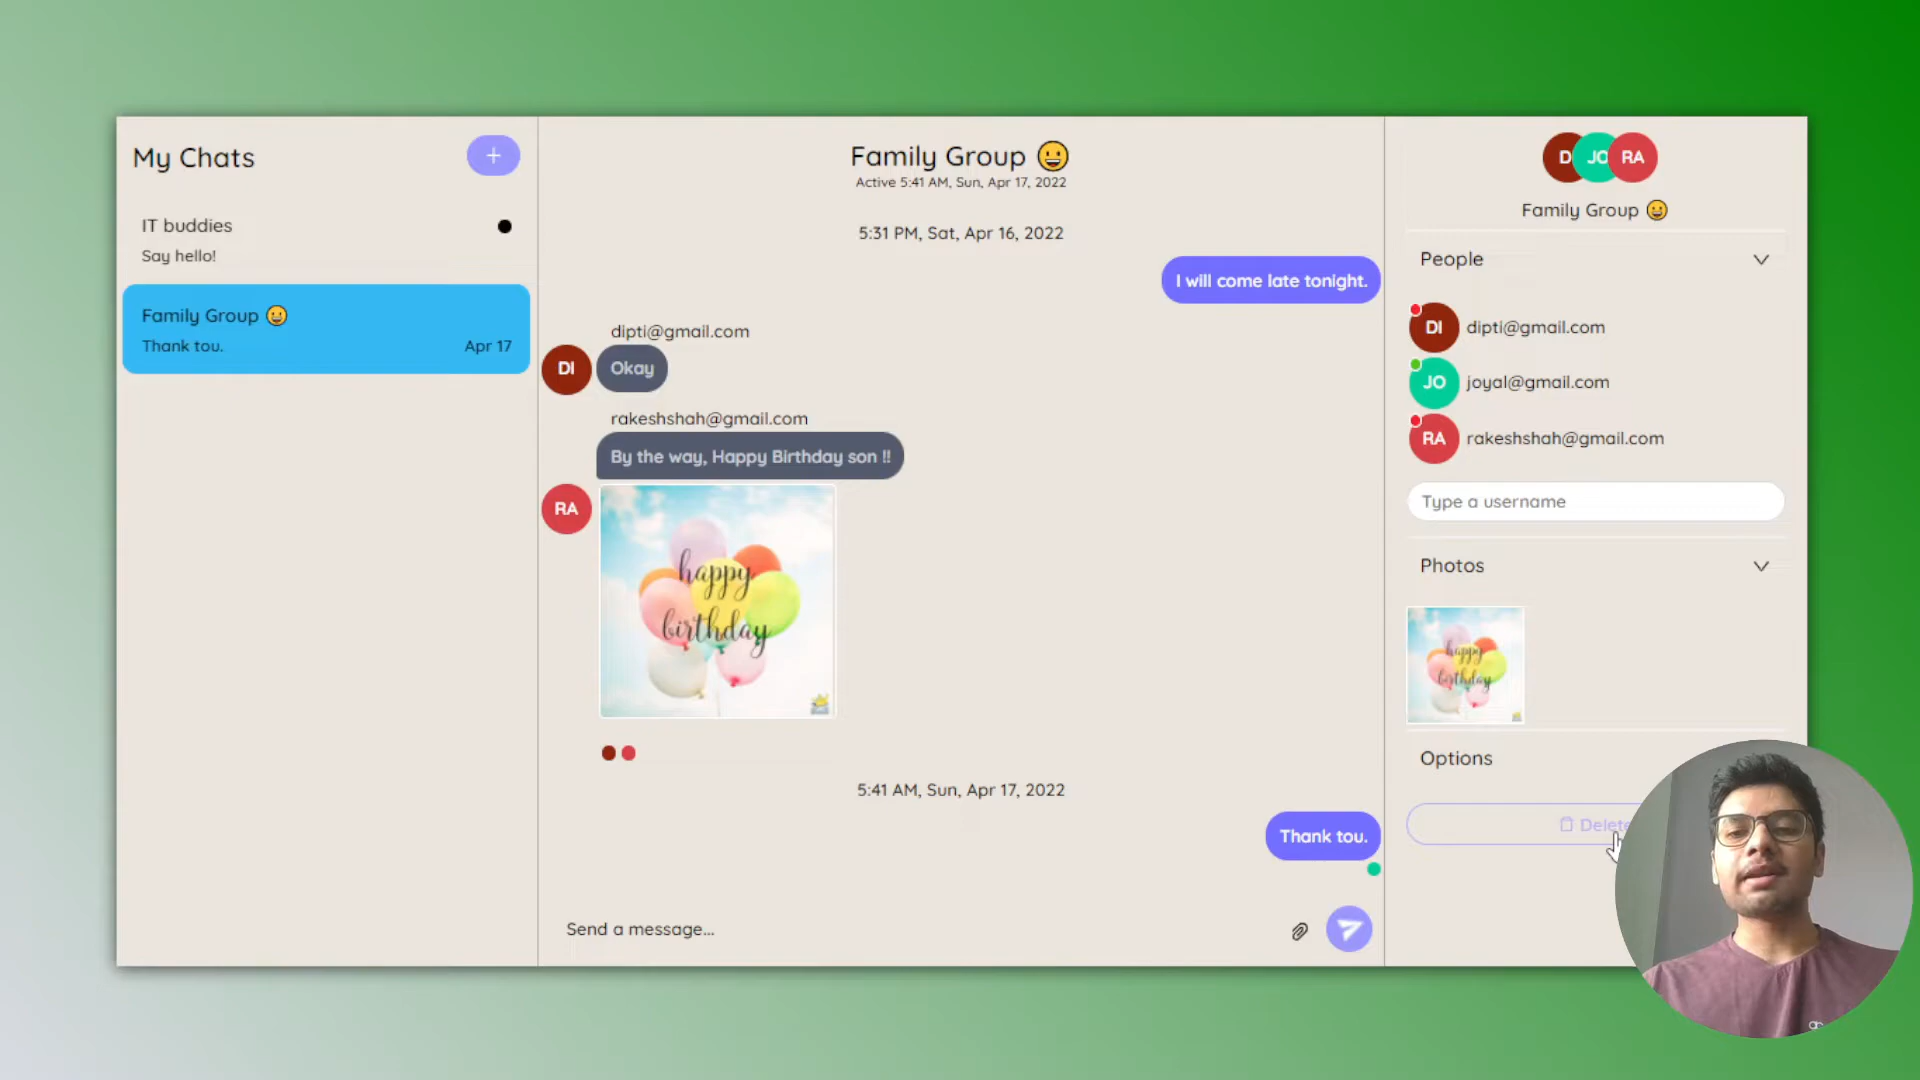 My Chats
+
IT buddies
Say hello!
Family Group 😀
Thank tou.
Apr 17
Family Group 😀
Active 5:41 AM, Sun, Apr 17, 2022
5:31 PM, Sat, Apr 16, 2022
I will come late tonight.
dipti@gmail.com
DI
Okay
rakeshshah@gmail.com
By the way, Happy Birthday son !!
RA
happy
birthday
5:41 AM, Sun, Apr 17, 2022
Thank tou.
Send a message...
D JO RA
Family Group 😀
People
DI dipti@gmail.com
JO joyal@gmail.com
RA rakeshshah@gmail.com
Type a username
Photos
happy
birthday
Options
Delete